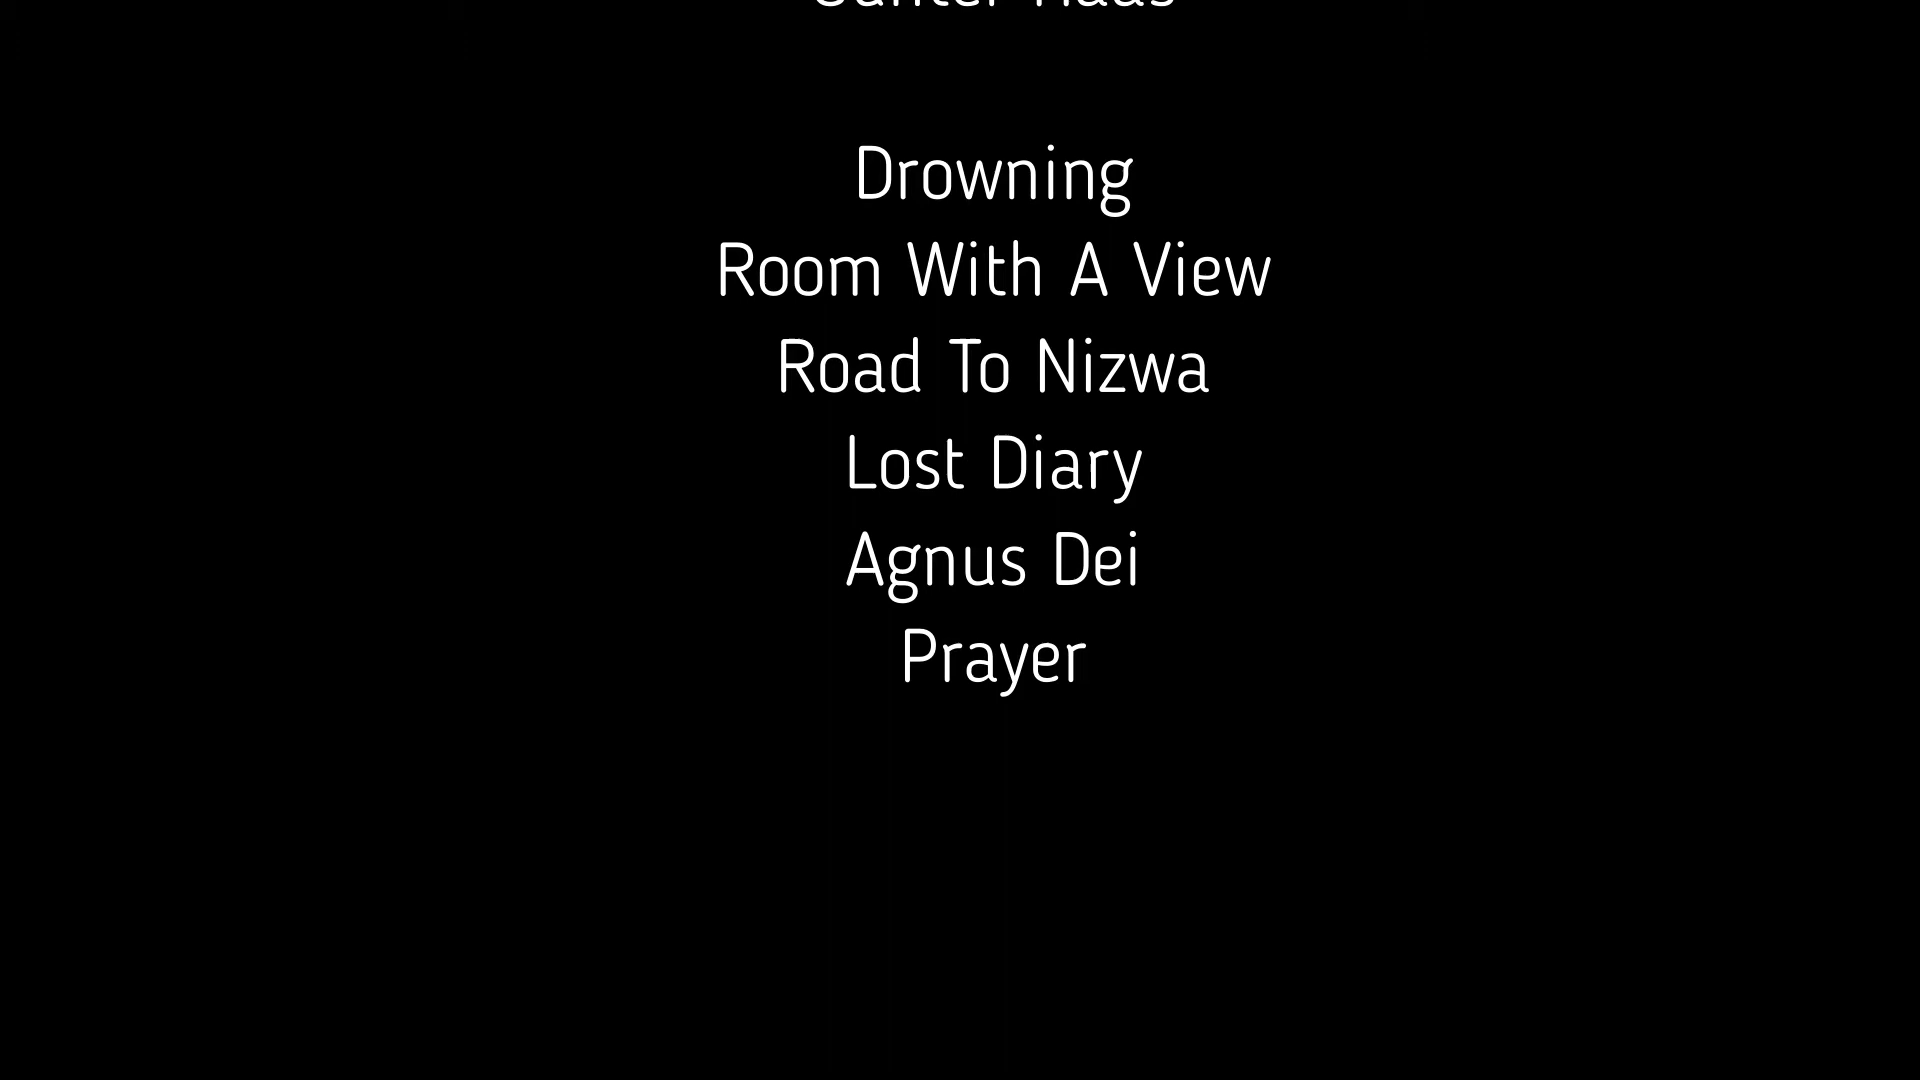 Drowning
Room With A View
Road To Nizwa
Lost Diary
Agnus Dei
Prayer